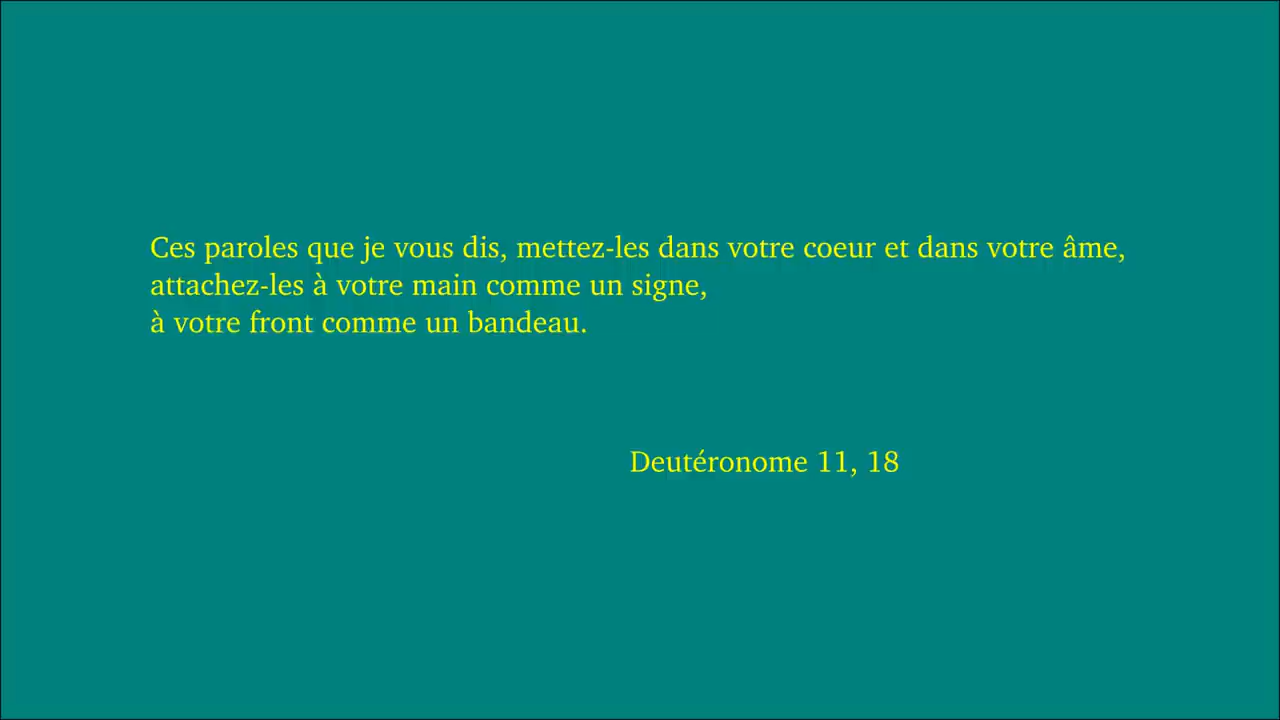 Ces paroles que je vous dis, mettez-les dans votre coeur et dans votre âme,
attachez-les à votre main comme un signe,
à votre front comme un bandeau.
Deutéronome 11, 18